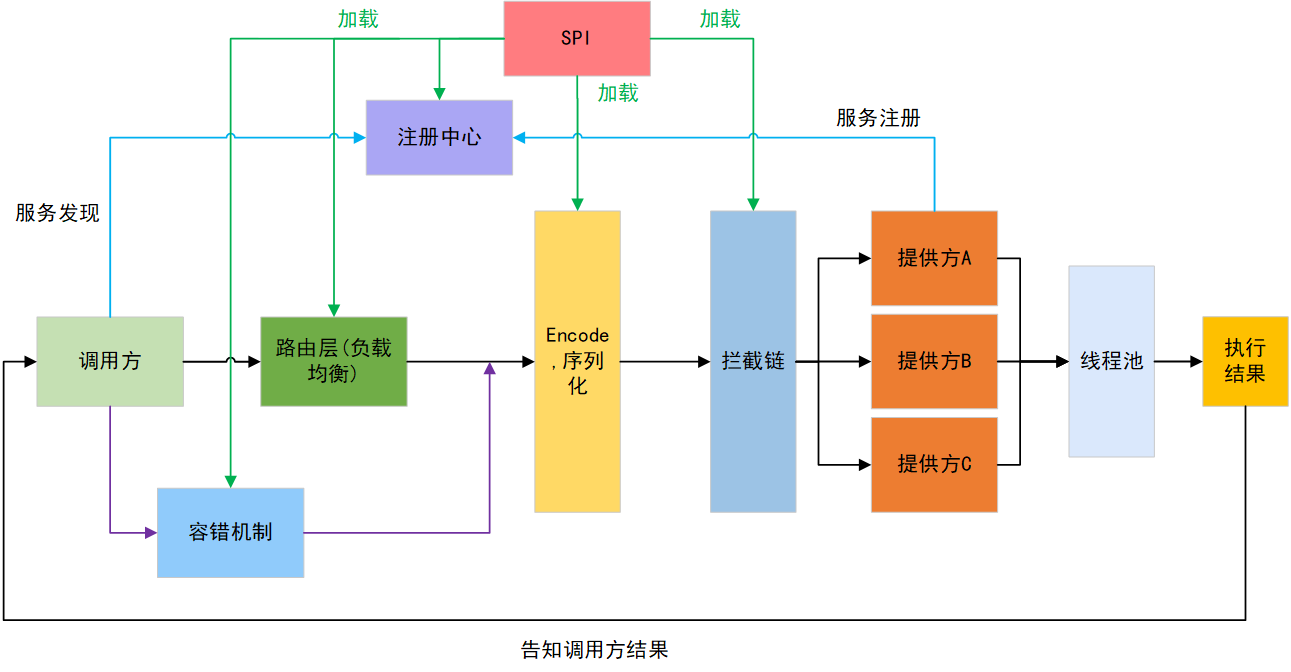 加载
SPI
加载
加载
注册中心
服务注册
服务发现
提供方A
调用方
路由层(负载
均衡)
Encode
,序列
化
拦截链
提供方B
线程池
执行
结果
提供方C
容错机制
告知调用方结果